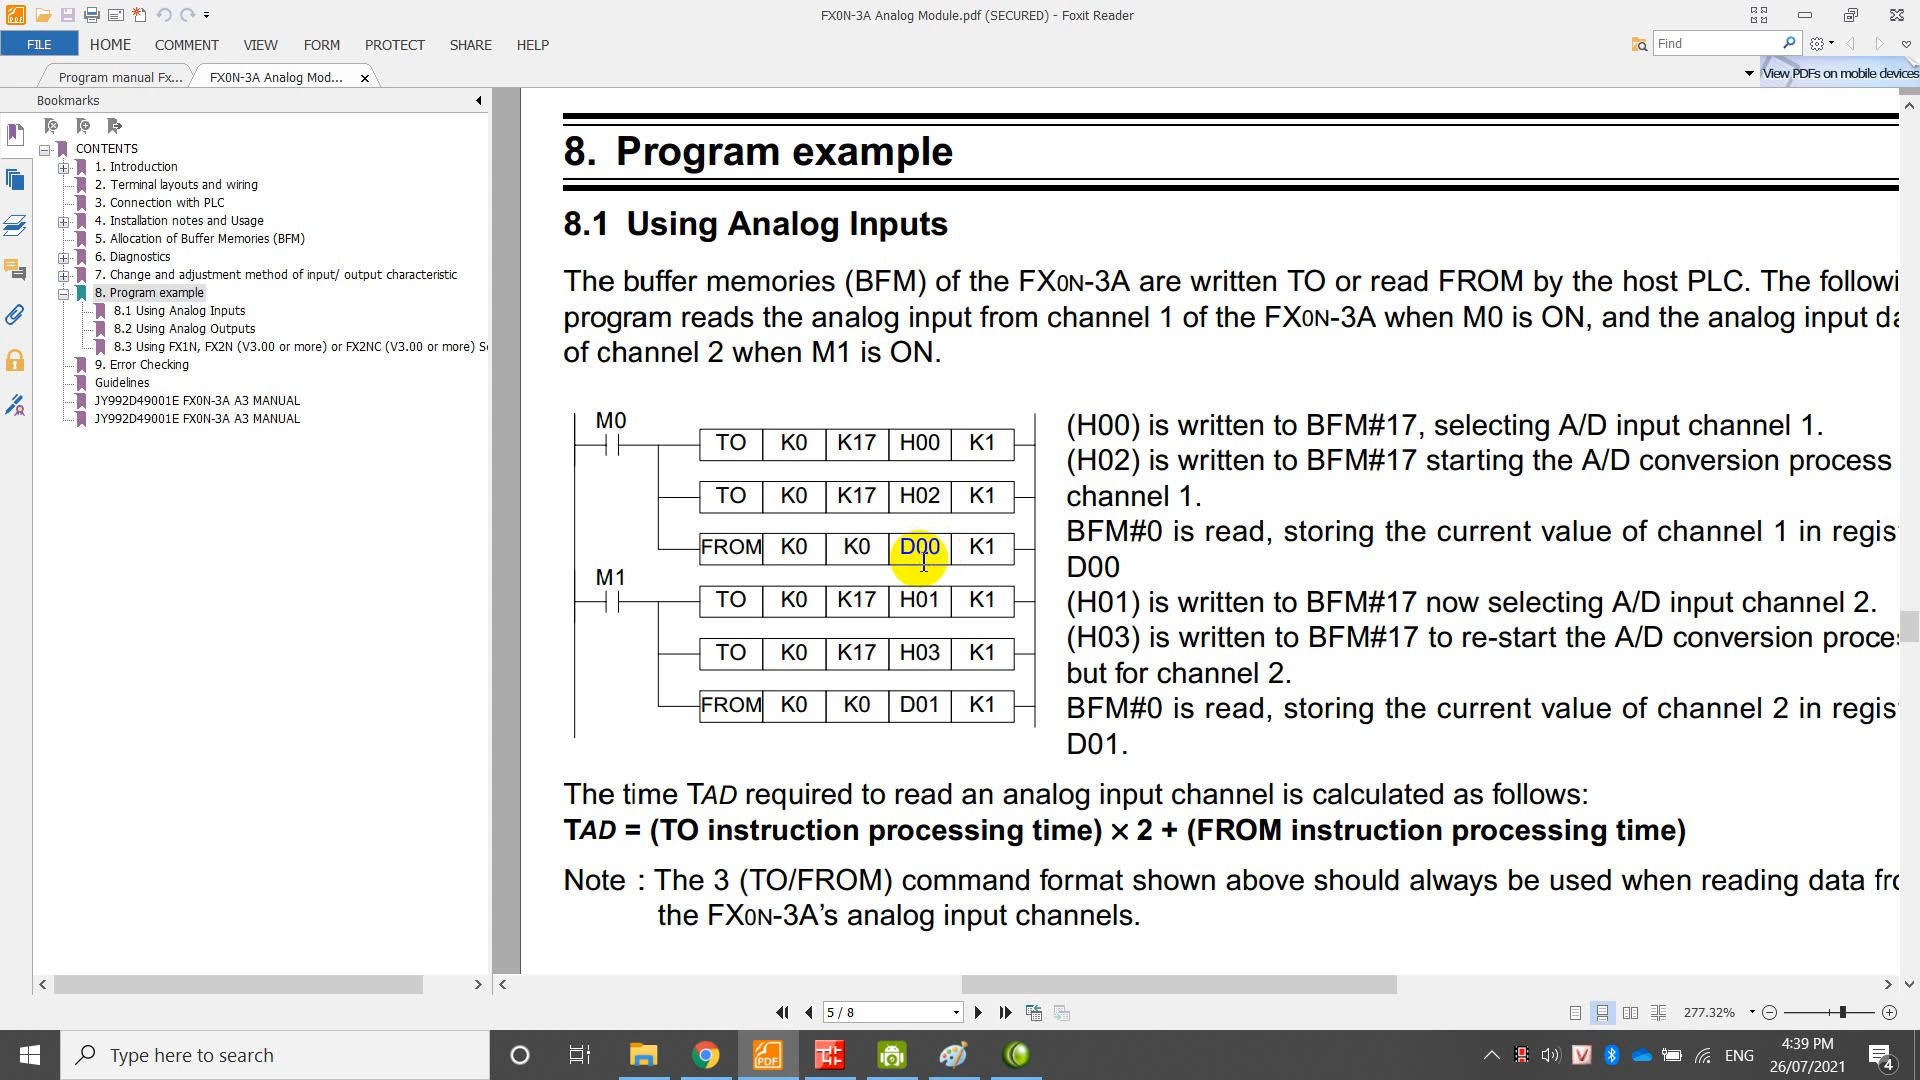 FX0N-3A Analog Module.pdf (SECURED) - Foxit Reader
FILE HOME COMMENT VIEW FORM PROTECT SHARE HELP
Find
Program manual Fx... FX0N-3A Analog Mod...
View PDFs on mobile devices
Bookmarks
CONTENTS
1. Introduction
2. Terminal layouts and wiring
3. Connection with PLC
4. Installation notes and Usage
5. Allocation of Buffer Memories (BFM)
6. Diagnostics
7. Change and adjustment method of input/ output characteristic
8. Program example
8.1 Using Analog Inputs
8.2 Using Analog Outputs
8.3 Using FX1N, FX2N (V3.00 or more) or FX2NC (V3.00 or more) S
9. Error Checking
Guidelines
JY992D49001E FX0N-3A A3 MANUAL
JY992D49001E FX0N-3A A3 MANUAL
8. Program example
8.1 Using Analog Inputs
The buffer memories (BFM) of the FX0N-3A are written TO or read FROM by the host PLC. The followi
program reads the analog input from channel 1 of the FX0N-3A when M0 is ON, and the analog input da
of channel 2 when M1 is ON.
M0
TO K0 K17 H00 K1
TO K0 K17 H02 K1
FROM K0 K0 D00 K1
M1
TO K0 K17 H01 K1
TO K0 K17 H03 K1
FROM K0 K0 D01 K1
(H00) is written to BFM#17, selecting A/D input channel 1.
(H02) is written to BFM#17 starting the A/D conversion process
channel 1.
BFM#0 is read, storing the current value of channel 1 in regis
D00
(H01) is written to BFM#17 now selecting A/D input channel 2.
(H03) is written to BFM#17 to re-start the A/D conversion proce
but for channel 2.
BFM#0 is read, storing the current value of channel 2 in regis
D01.
The time TAD required to read an analog input channel is calculated as follows:
TAD = (TO instruction processing time) × 2 + (FROM instruction processing time)
Note : The 3 (TO/FROM) command format shown above should always be used when reading data fro
the FX0N-3A’s analog input channels.
5 / 8
277.32%
Type here to search
PDF
ENG
4:39 PM
26/07/2021
4